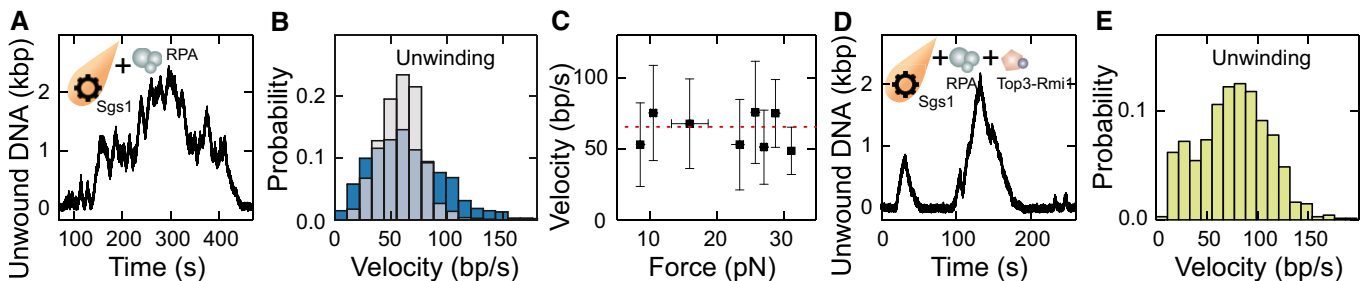 A
Unwound DNA (kbp)
2
1
0
100 200 300 400
Time (s)
Sgs1
+
RPA
B
Probability
0.2
0.1
0.0
0 50 100 150
Velocity (bp/s)
Unwinding
C
Velocity (bp/s)
100
50
0
10 20 30
Force (pN)
D
Unwound DNA (kbp)
2
1
0
0 100 200
Time (s)
Sgs1
+
RPA
+
Top3-Rmi1
E
Probability
0.1
0.0
0 50 100 150
Velocity (bp/s)
Unwinding